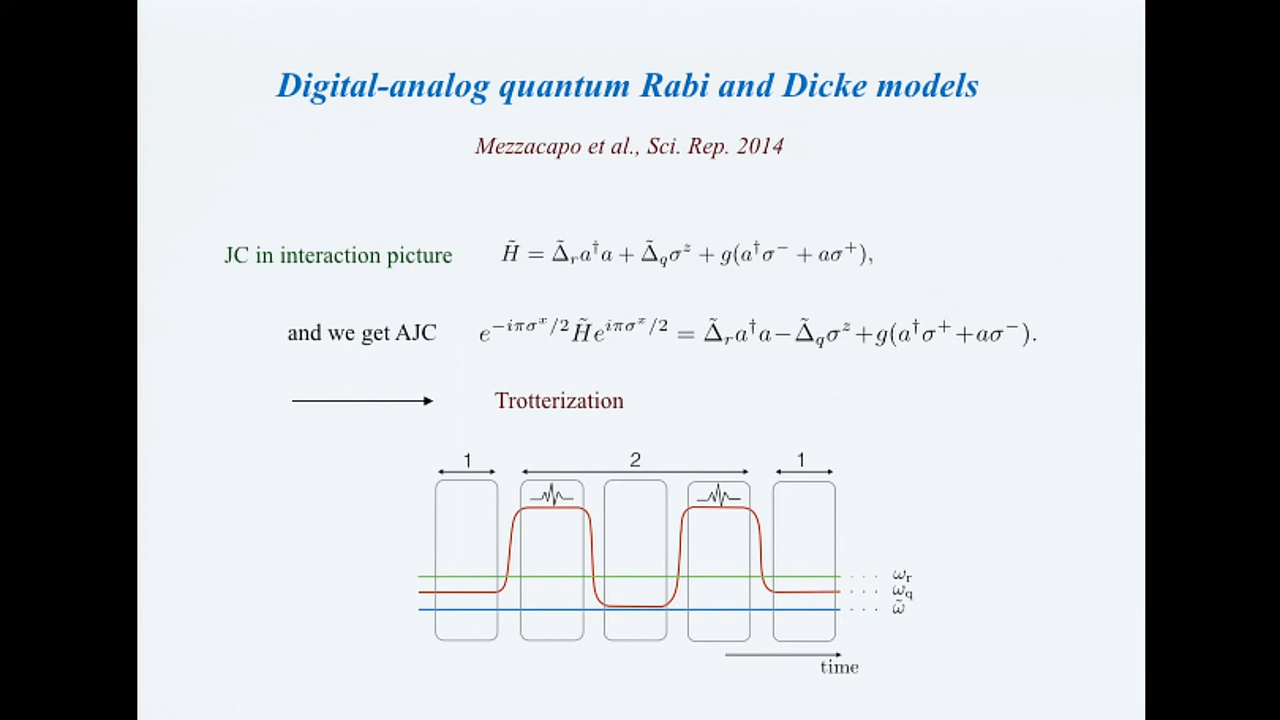 Digital-analog quantum Rabi and Dicke models
Mezzacapo et al., Sci. Rep. 2014
JC in interaction picture H̃ = Δ̃ᵣa†a + Δ̃_qσᶻ + g(a†σ⁻ + aσ⁺),
and we get AJC e^{−iπσˣ/2}H̃e^{iπσˣ/2} = Δ̃ᵣa†a−Δ̃_qσᶻ+g(a†σ⁺+aσ⁻).
Trotterization
1 2 1
ωᵣ
ω_q
ω̃
time